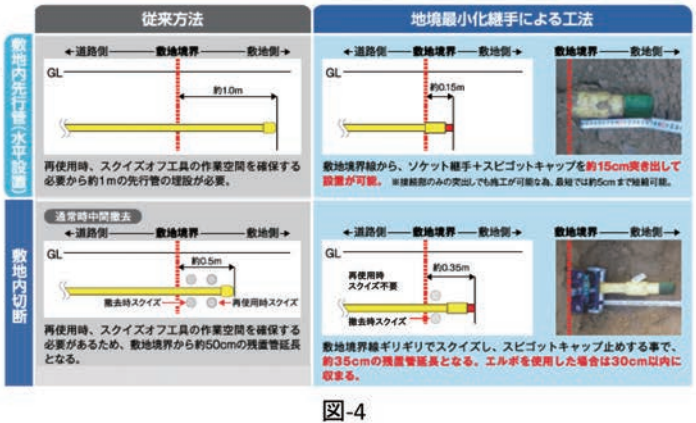 従来方法
地境最小化継手による工法
敷地内先行管(水平設置)
←道路側 敷地境界 敷地側→
GL
約1.0m
再使用時、スクイズオフ工具の作業空間を確保する
必要から約1mの先行管の埋設が必要。
←道路側 敷地境界 敷地側→
GL
約0.15m
敷地境界線から、ソケット継手+スピゴットキャップを約15cm突き出して
設置が可能。 ※接続部のみの突出しでも施工が可能な為、最短では約5cmまで短縮可能。
敷地内切断
通常時中間撤去
←道路側 敷地境界 敷地側→
GL
約0.5m
撤去時スクイズ
再使用時スクイズ
再使用時、スクイズオフ工具の作業空間を確保する
必要があるため、敷地境界から約50cmの残置管延長
となる。
←道路側 敷地境界 敷地側→
GL
再使用時
スクイズ不要
約0.35m
撤去時スクイズ
敷地境界線ギリギリでスクイズし、スピゴットキャップ止めする事で、
約35cmの残置管延長となる。エルボを使用した場合は30cm以内に
収まる。
図-4